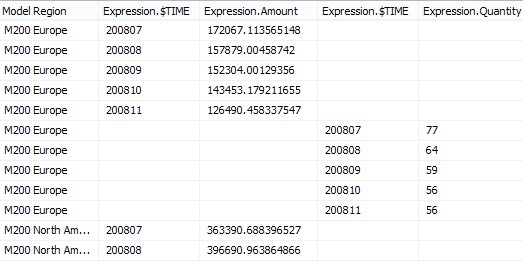 Model Region Expression.$TIME Expression.Amount Expression.$TIME Expression.Quantity
M200 Europe 200807 172067.113565148
M200 Europe 200808 157879.00458742
M200 Europe 200809 152304.00129356
M200 Europe 200810 143453.179211655
M200 Europe 200811 126490.458337547
M200 Europe 200807 77
M200 Europe 200808 64
M200 Europe 200809 59
M200 Europe 200810 56
M200 Europe 200811 56
M200 North Am... 200807 363390.688396527
M200 North Am... 200808 396690.963864866